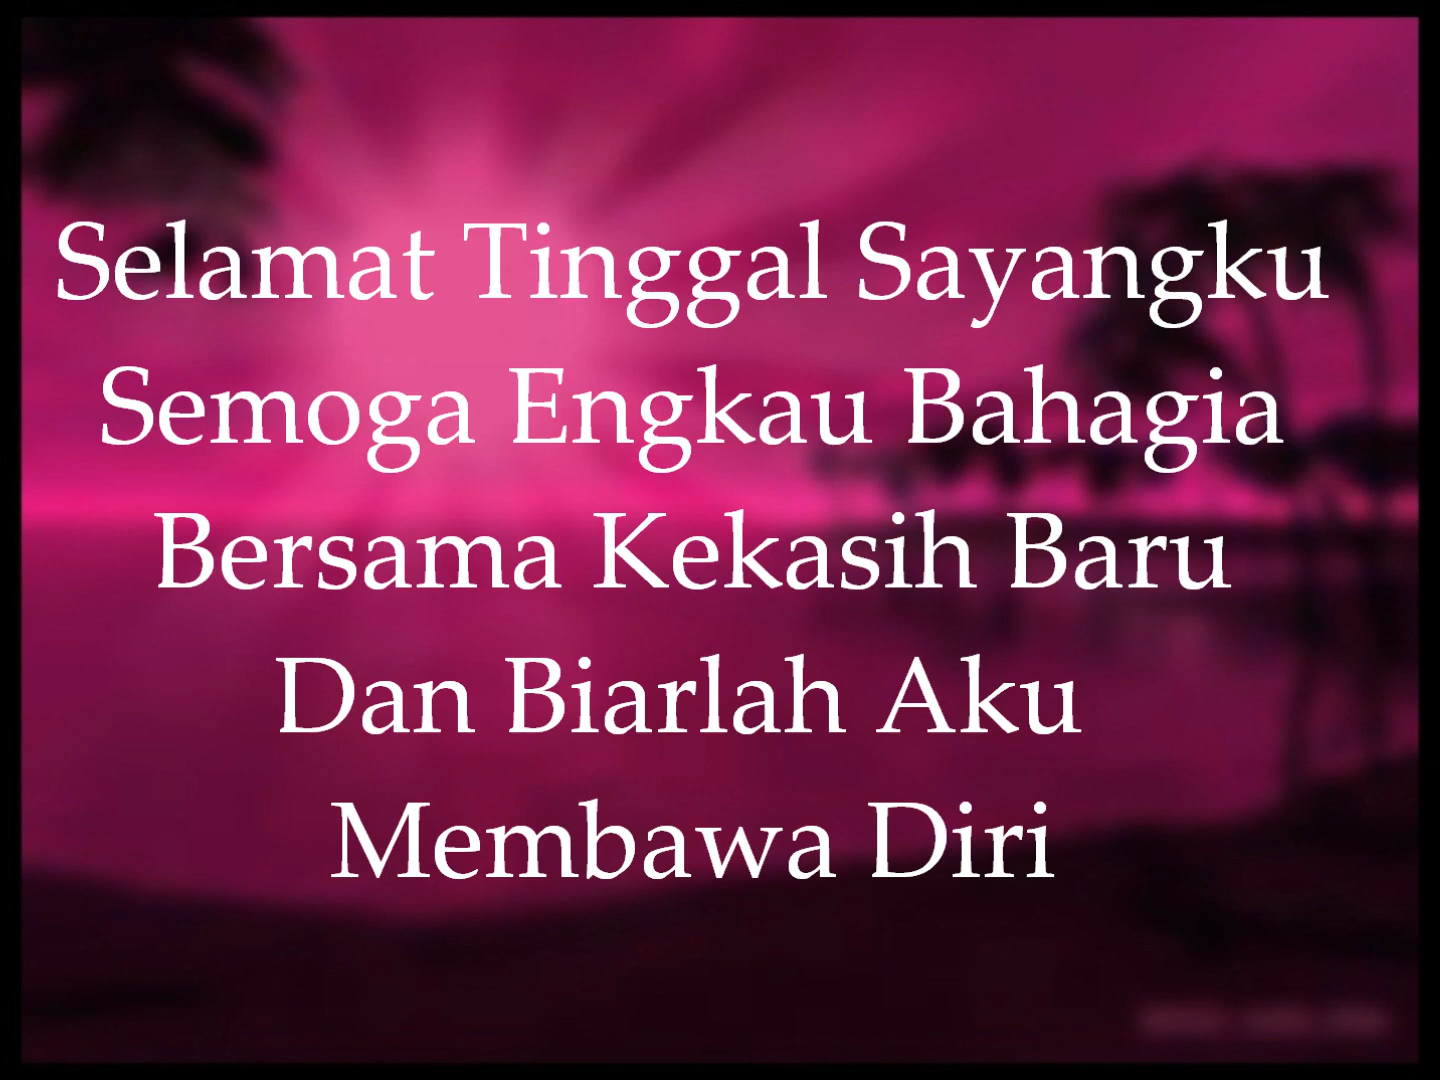 Selamat Tinggal Sayangku
Semoga Engkau Bahagia
Bersama Kekasih Baru
Dan Biarlah Aku
Membawa Diri